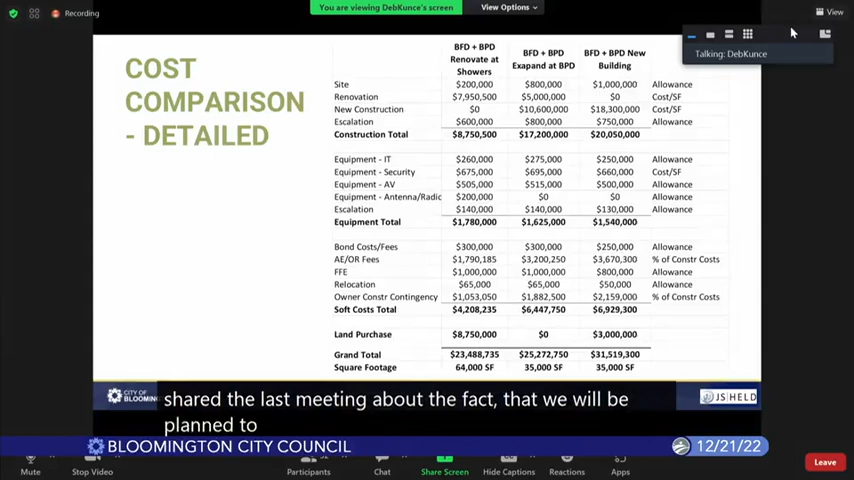 Recording
You are viewing DebKunce's screen
View Options
View
Talking: DebKunce
COST
COMPARISON
- DETAILED
BFD + BPD Renovate at Showers BFD + BPD Exapand at BPD BFD + BPD New Building
Site $200,000 $800,000 $1,000,000 Allowance
Renovation $7,950,500 $5,000,000 $0 Cost/SF
New Construction $0 $10,600,000 $18,300,000 Cost/SF
Escalation $600,000 $800,000 $750,000 Allowance
Construction Total $8,750,500 $17,200,000 $20,050,000
Equipment - IT $260,000 $275,000 $250,000 Allowance
Equipment - Security $675,000 $695,000 $660,000 Cost/SF
Equipment - AV $505,000 $515,000 $500,000 Allowance
Equipment - Antenna/Radic $200,000 $0 $0 Allowance
Escalation $140,000 $140,000 $130,000 Allowance
Equipment Total $1,780,000 $1,625,000 $1,540,000
Bond Costs/Fees $300,000 $300,000 $250,000 Allowance
AE/OR Fees $1,790,185 $3,200,250 $3,670,300 % of Constr Costs
FFE $1,000,000 $1,000,000 $800,000 Allowance
Relocation $65,000 $65,000 $50,000 Allowance
Owner Constr Contingency $1,053,050 $1,882,500 $2,159,000 % of Constr Costs
Soft Costs Total $4,208,235 $6,447,750 $6,929,300
Land Purchase $8,750,000 $0 $3,000,000
Grand Total $23,488,735 $25,272,750 $31,519,300
Square Footage 64,000 SF 35,000 SF 35,000 SF
CITY OF
BLOOMIN
shared the last meeting about the fact, that we will be
planned to
JS HELD
BLOOMINGTON CITY COUNCIL
12/21/22
Mute
Stop Video
Participants
Chat
Share Screen
Hide Captions
Reactions
Apps
Leave